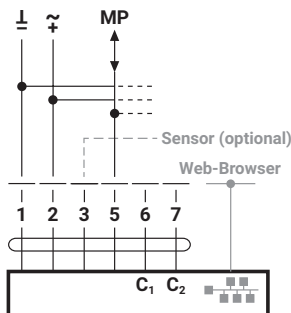 ⊥ ~ MP
– +
Sensor (optional)
Web-Browser
1 2 3 5 6 7
C₁ C₂